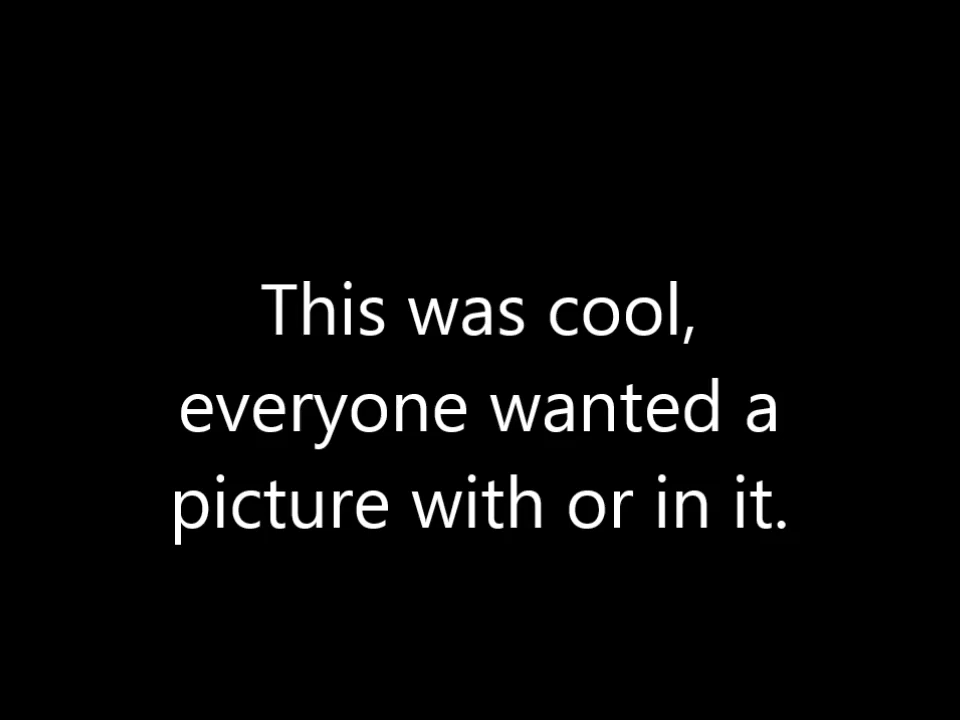 This was cool,
everyone wanted a
picture with or in it.